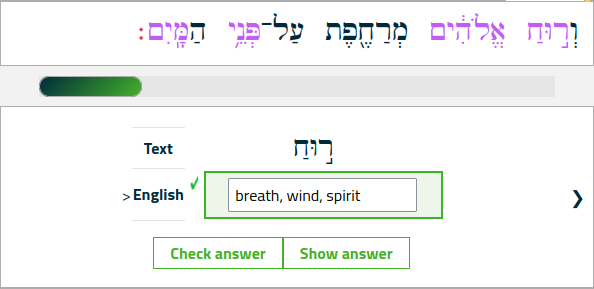 וְר֣וּחַ אֱלֹהִ֔ים מְרַחֶ֖פֶת עַל־פְּנֵ֥י הַמָּֽיִם׃
Text ר֣וּחַ
> English ✓ breath, wind, spirit ❯
Check answer Show answer